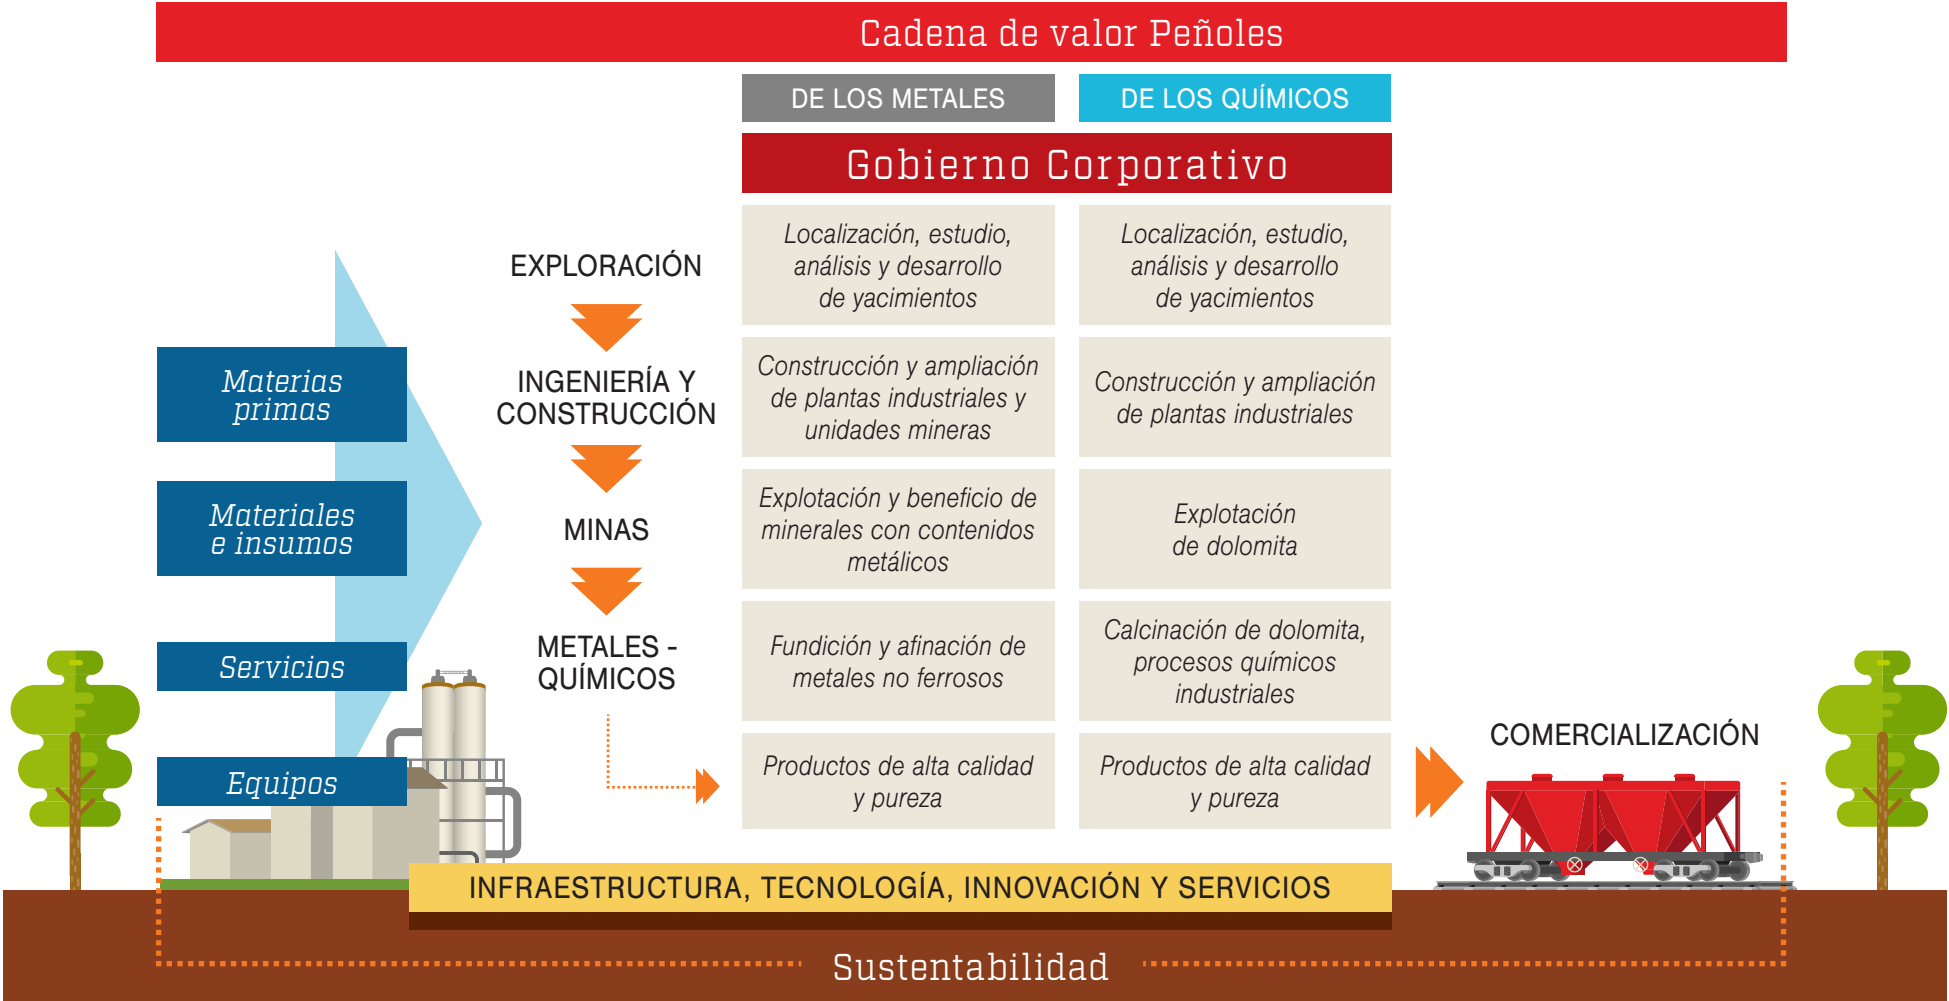 Cadena de valor Peñoles
DE LOS METALES
DE LOS QUÍMICOS
Gobierno Corporativo
Materias
primas
Materiales
e insumos
Servicios
Equipos
EXPLORACIÓN
INGENIERÍA Y
CONSTRUCCIÓN
MINAS
METALES -
QUÍMICOS
Localización, estudio,
análisis y desarrollo
de yacimientos
Localización, estudio,
análisis y desarrollo
de yacimientos
Construcción y ampliación
de plantas industriales y
unidades mineras
Construcción y ampliación
de plantas industriales
Explotación y beneficio de
minerales con contenidos
metálicos
Explotación
de dolomita
Fundición y afinación de
metales no ferrosos
Calcinación de dolomita,
procesos químicos
industriales
Productos de alta calidad
y pureza
Productos de alta calidad
y pureza
COMERCIALIZACIÓN
INFRAESTRUCTURA, TECNOLOGÍA, INNOVACIÓN Y SERVICIOS
Sustentabilidad